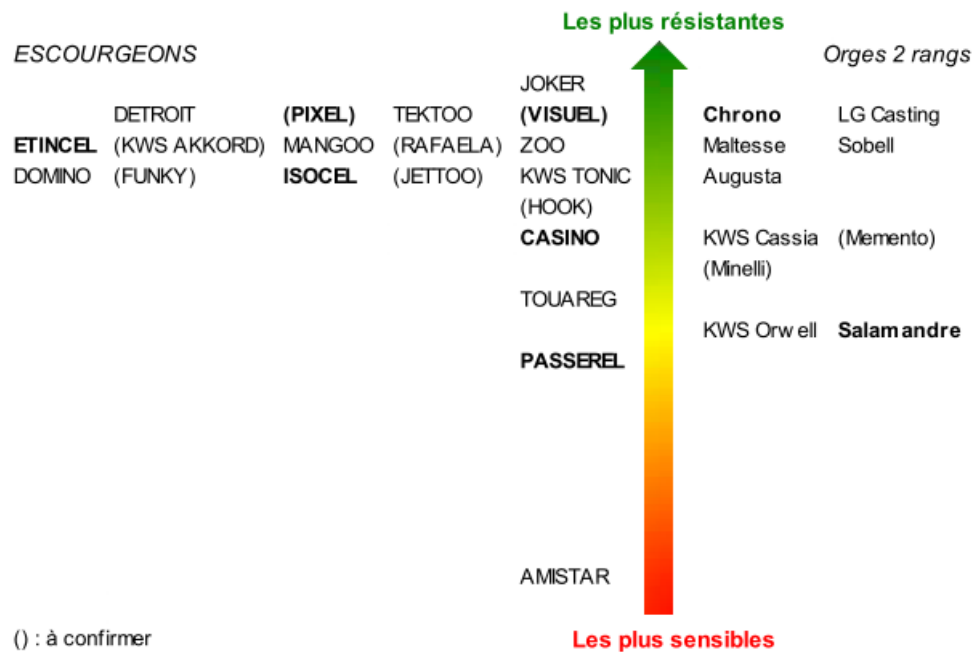 Les plus résistantes
ESCOURGEONS Orges 2 rangs
JOKER
DETROIT (PIXEL) TEKTOO (VISUEL) Chrono LG Casting
ETINCEL (KWS AKKORD) MANGOO (RAFAELA) ZOO Maltesse Sobell
DOMINO (FUNKY) ISOCEL (JETTOO) KWS TONIC Augusta
(HOOK)
CASINO KWS Cassia (Memento)
(Minelli)
TOUAREG
KWS Orwell Salamandre
PASSEREL
AMISTAR
() : à confirmer Les plus sensibles